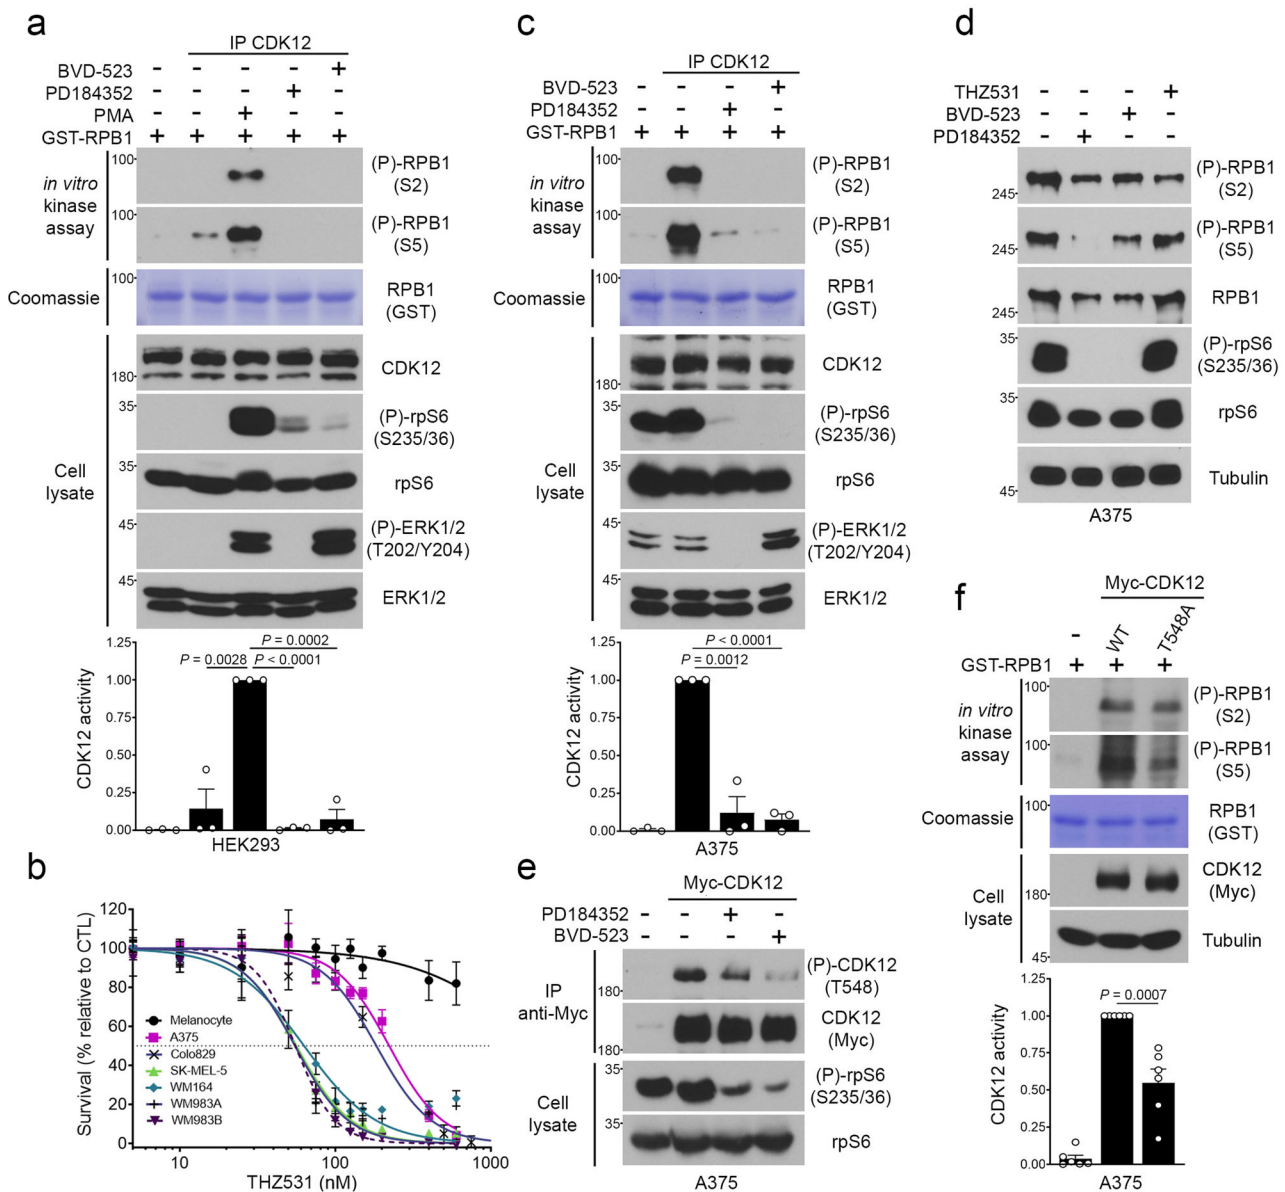 a
IP CDK12
BVD-523 - - - - +
PD184352 - - - + -
PMA - - + - -
GST-RPB1 + + + + +
in vitro
kinase
assay
100
(P)-RPB1
(S2)
100
(P)-RPB1
(S5)
Coomassie
100
RPB1
(GST)
Cell
lysate
180
CDK12
35
(P)-rpS6
(S235/36)
35
rpS6
45
(P)-ERK1/2
(T202/Y204)
45
ERK1/2
CDK12 activity
1.25
1.00
0.75
0.50
0.25
0.00
P = 0.0002
P = 0.0028
P < 0.0001
HEK293
b
Survival (% relative to CTL)
120
100
80
60
40
20
0
Melanocyte
A375
Colo829
SK-MEL-5
WM164
WM983A
WM983B
10
100
1000
THZ531 (nM)
c
IP CDK12
BVD-523 - - - +
PD184352 - - + -
GST-RPB1 + + + +
in vitro
kinase
assay
100
(P)-RPB1
(S2)
100
(P)-RPB1
(S5)
Coomassie
100
RPB1
(GST)
Cell
lysate
180
CDK12
35
(P)-rpS6
(S235/36)
35
rpS6
45
(P)-ERK1/2
(T202/Y204)
45
ERK1/2
CDK12 activity
1.25
1.00
0.75
0.50
0.25
0.00
P < 0.0001
P = 0.0012
A375
d
THZ531 - - - +
BVD-523 - - + -
PD184352 - + - -
245
(P)-RPB1
(S2)
245
(P)-RPB1
(S5)
245
RPB1
35
(P)-rpS6
(S235/36)
35
rpS6
45
Tubulin
A375
e
Myc-CDK12
PD184352 - - + -
BVD-523 - - - +
IP
anti-Myc
180
(P)-CDK12
(T548)
180
CDK12
(Myc)
Cell
lysate
35
(P)-rpS6
(S235/36)
35
rpS6
A375
f
Myc-CDK12
- WT T548A
GST-RPB1 + + +
in vitro
kinase
assay
100
(P)-RPB1
(S2)
100
(P)-RPB1
(S5)
Coomassie
100
RPB1
(GST)
Cell
lysate
180
CDK12
(Myc)
45
Tubulin
CDK12 activity
1.25
1.00
0.75
0.50
0.25
0.00
P = 0.0007
A375